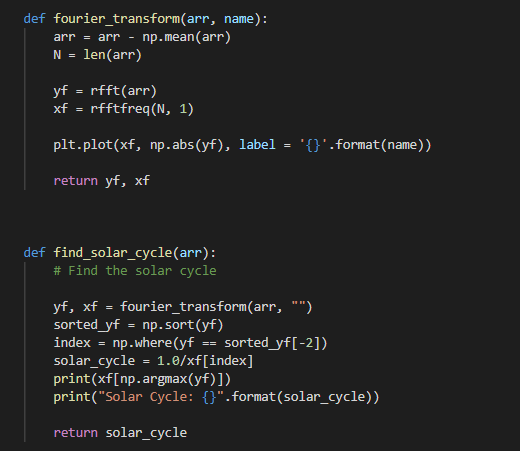 def fourier_transform(arr, name):
    arr = arr - np.mean(arr)
    N = len(arr)

    yf = rfft(arr)
    xf = rfftfreq(N, 1)

    plt.plot(xf, np.abs(yf), label = '{}'.format(name))

    return yf, xf


def find_solar_cycle(arr):
    # Find the solar cycle

    yf, xf = fourier_transform(arr, "")
    sorted_yf = np.sort(yf)
    index = np.where(yf == sorted_yf[-2])
    solar_cycle = 1.0/xf[index]
    print(xf[np.argmax(yf)])
    print("Solar Cycle: {}".format(solar_cycle))

    return solar_cycle